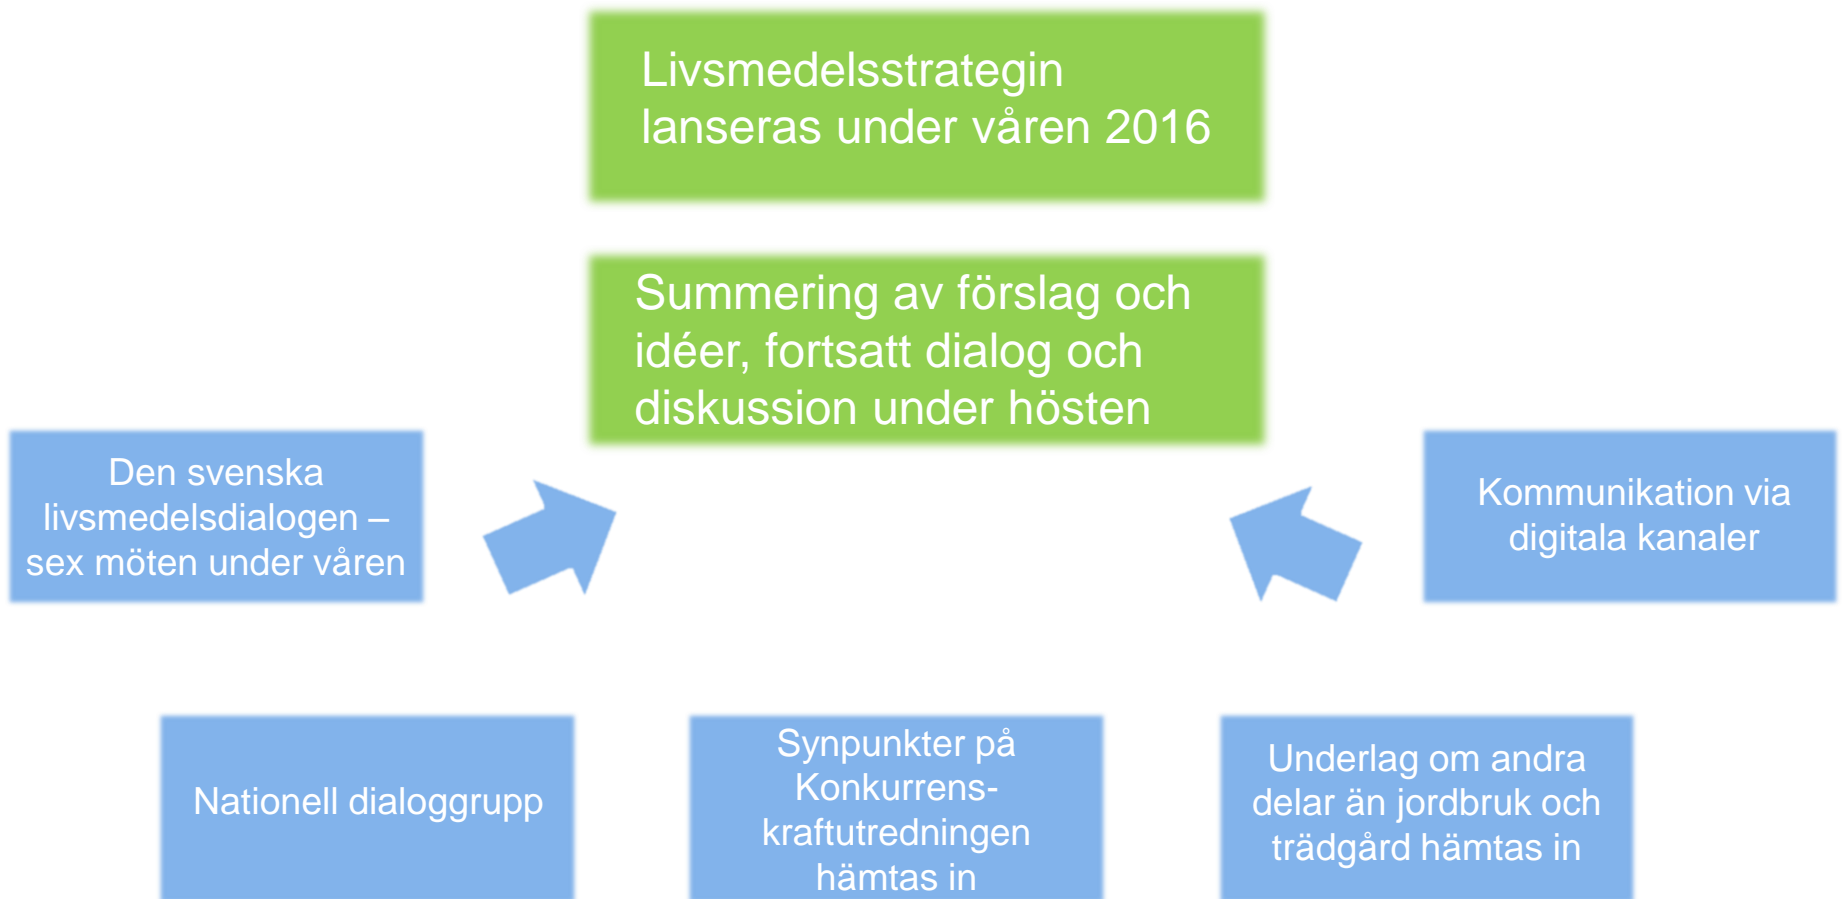 Livsmedelsstrategin
lanseras under våren 2016
Summering av förslag och
idéer, fortsatt dialog och
diskussion under hösten
Den svenska
livsmedelsdialogen –
sex möten under våren
Kommunikation via
digitala kanaler
Nationell dialoggrupp
Synpunkter på
Konkurrens-
kraftutredningen
hämtas in
Underlag om andra
delar än jordbruk och
trädgård hämtas in